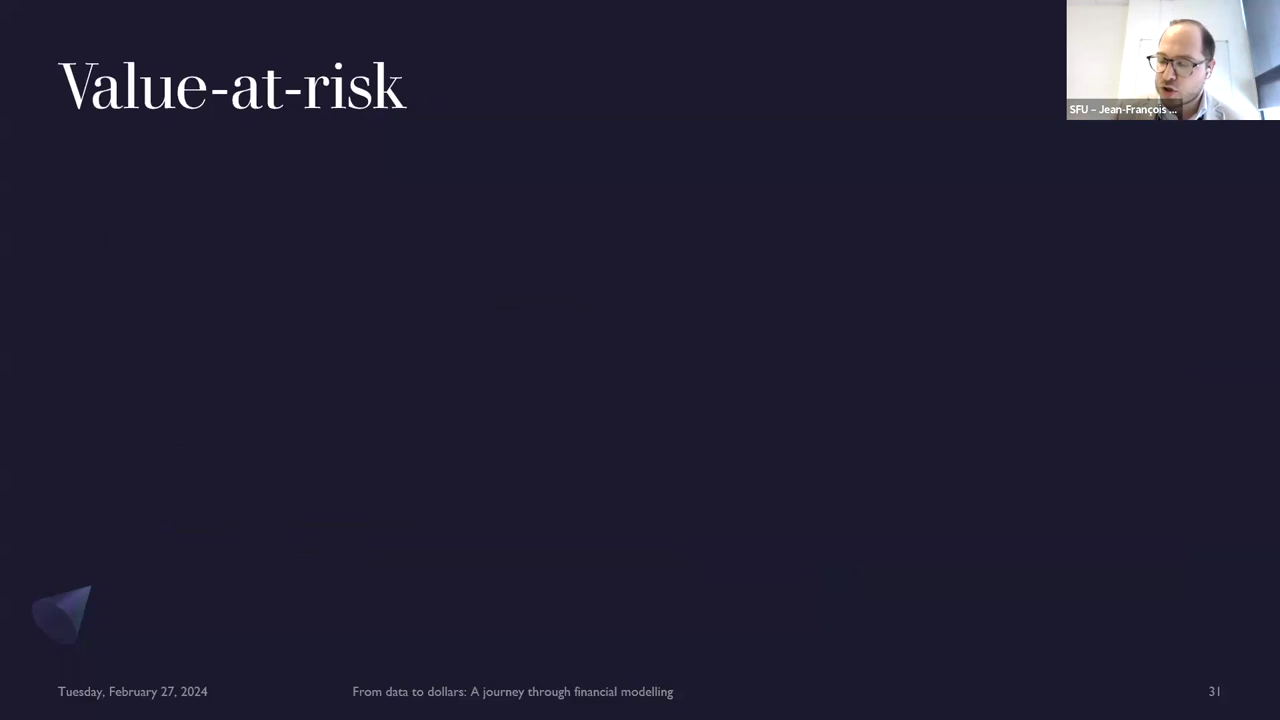 Value-at-risk
SFU – Jean-François ...
Tuesday, February 27, 2024
From data to dollars: A journey through financial modelling
31